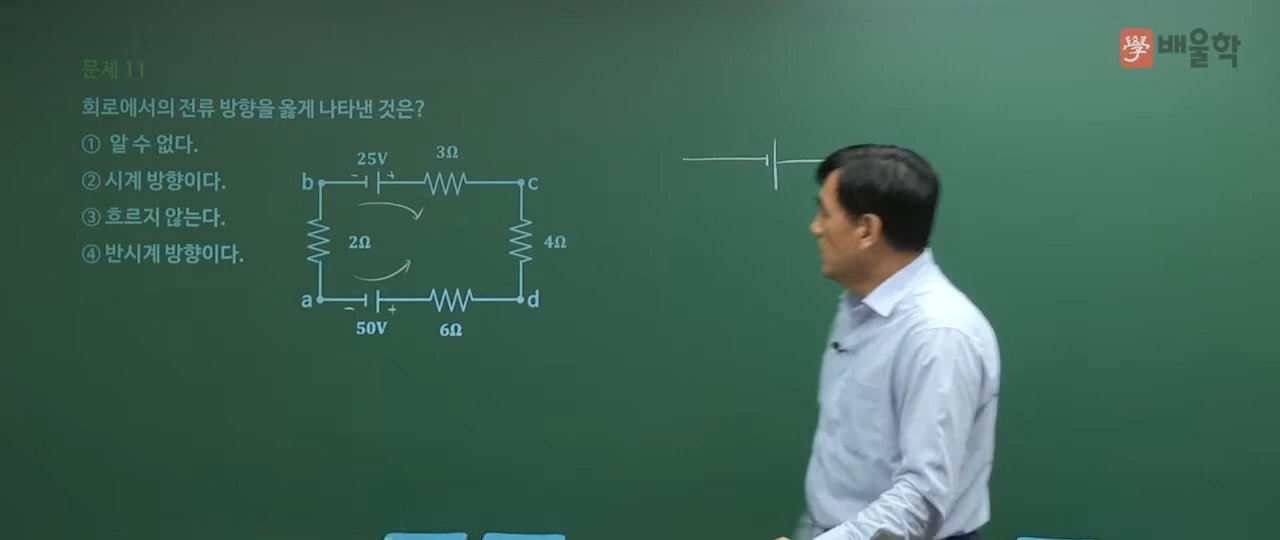 學 배울학
문제 11
회로에서의 전류 방향을 옳게 나타낸 것은?
① 알 수 없다.
② 시계 방향이다.
③ 흐르지 않는다.
④ 반시계 방향이다.
25V 3Ω
- +
b c
2Ω 4Ω
a d
- +
50V 6Ω